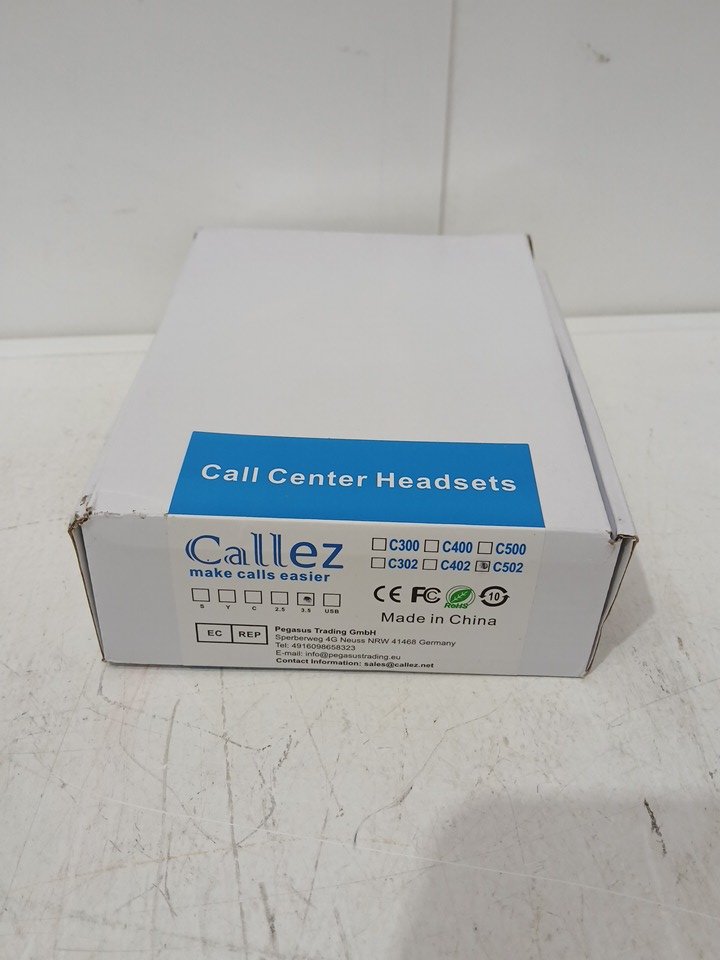 Call Center Headsets
Callez
make calls easier
C300 C400 C500
C302 C402 C502
S Y C 2.5 3.5 USB
CE FC RoHS 10
Made in China
EC REP
Pegasus Trading GmbH
Sperberweg 4G Neuss NRW 41468 Germany
Tel: 4916098658323
E-mail: info@pegasustrading.eu
Contact Information: sales@callez.net